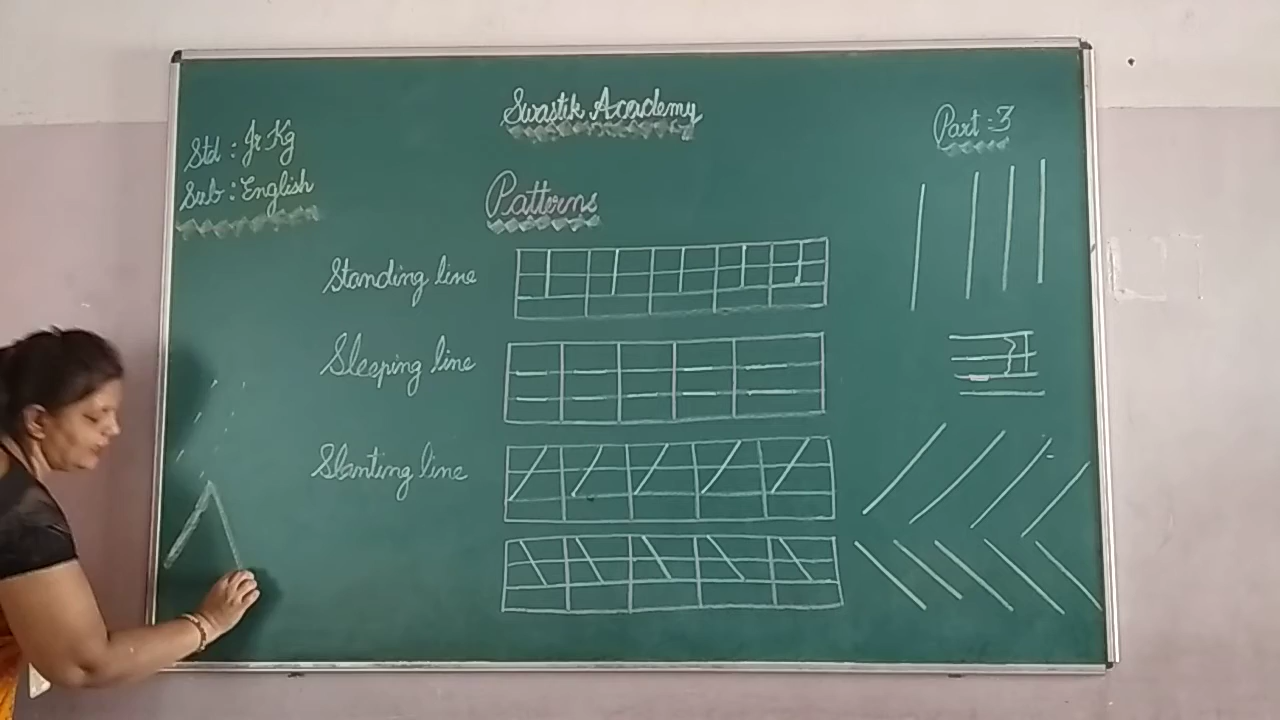 Swastik Academy
Std : Jr Kg
Sub : English
Part : 3
Patterns
Standing line
Sleeping line
Slanting line